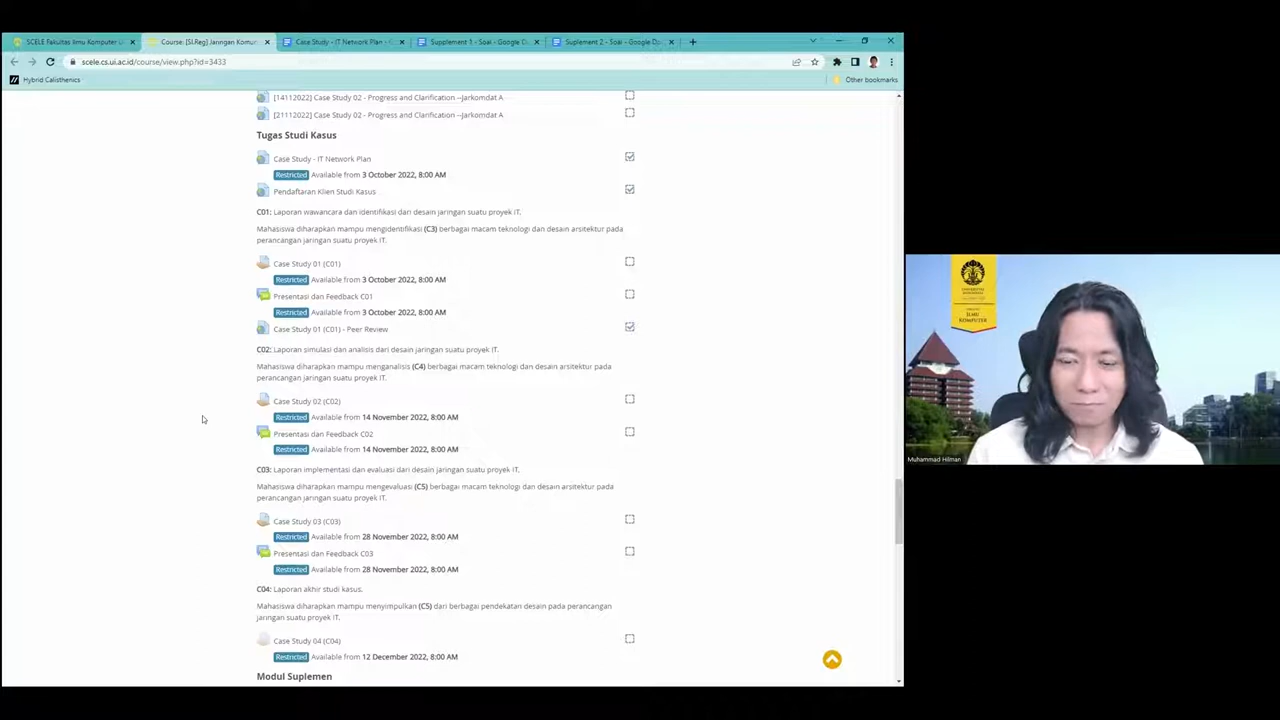 SCELE Fakultas Ilmu Komputer U
Course: [SI.Reg] Jaringan Komu
Case Study - IT Network Plan -
Supplement 1 - Soal - Google Do
Suplement 2 - Soal - Google Do
scele.cs.ui.ac.id/course/view.php?id=3433
Hybrid Calisthenics
Other bookmarks
[14112022] Case Study 02 - Progress and Clarification --Jarkomdat A
[21112022] Case Study 02 - Progress and Clarification --Jarkomdat A
Tugas Studi Kasus
Case Study - IT Network Plan
Restricted Available from 3 October 2022, 8:00 AM
Pendaftaran Klien Studi Kasus
C01: Laporan wawancara dan identifikasi dari desain jaringan suatu proyek IT.
Mahasiswa diharapkan mampu mengidentifikasi (C3) berbagai macam teknologi dan desain arsitektur pada
perancangan jaringan suatu proyek IT.
Case Study 01 (C01)
Restricted Available from 3 October 2022, 8:00 AM
Presentasi dan Feedback C01
Restricted Available from 3 October 2022, 8:00 AM
Case Study 01 (C01) - Peer Review
C02: Laporan simulasi dan analisis dari desain jaringan suatu proyek IT.
Mahasiswa diharapkan mampu menganalisis (C4) berbagai macam teknologi dan desain arsitektur pada
perancangan jaringan suatu proyek IT.
Case Study 02 (C02)
Restricted Available from 14 November 2022, 8:00 AM
Presentasi dan Feedback C02
Restricted Available from 14 November 2022, 8:00 AM
C03: Laporan implementasi dan evaluasi dari desain jaringan suatu proyek IT.
Mahasiswa diharapkan mampu mengevaluasi (C5) berbagai macam teknologi dan desain arsitektur pada
perancangan jaringan suatu proyek IT.
Case Study 03 (C03)
Restricted Available from 28 November 2022, 8:00 AM
Presentasi dan Feedback C03
Restricted Available from 28 November 2022, 8:00 AM
C04: Laporan akhir studi kasus.
Mahasiswa diharapkan mampu menyimpulkan (C5) dari berbagai pendekatan desain pada perancangan
jaringan suatu proyek IT.
Case Study 04 (C04)
Restricted Available from 12 December 2022, 8:00 AM
Modul Suplemen
UNIVERSITAS
INDONESIA
ILMU
KOMPUTER
Muhammad Hilman